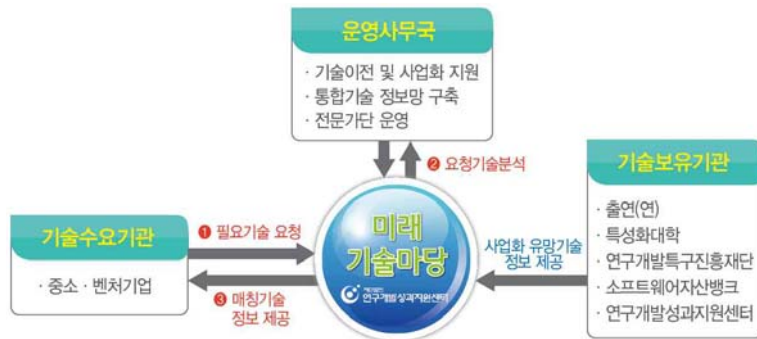 운영사무국
· 기술이전 및 사업화 지원
· 통합기술 정보망 구축
· 전문가단 운영
❷ 요청기술분석
기술보유기관
· 출연(연)
· 특성화대학
· 연구개발특구진흥재단
· 소프트웨어자산뱅크
· 연구개발성과지원센터
기술수요기관
· 중소 · 벤처기업
❶ 필요기술 요청
❸ 매칭기술
정보 제공
미래
기술마당
연구개발성과지원센터
사업화 유망기술
정보 제공